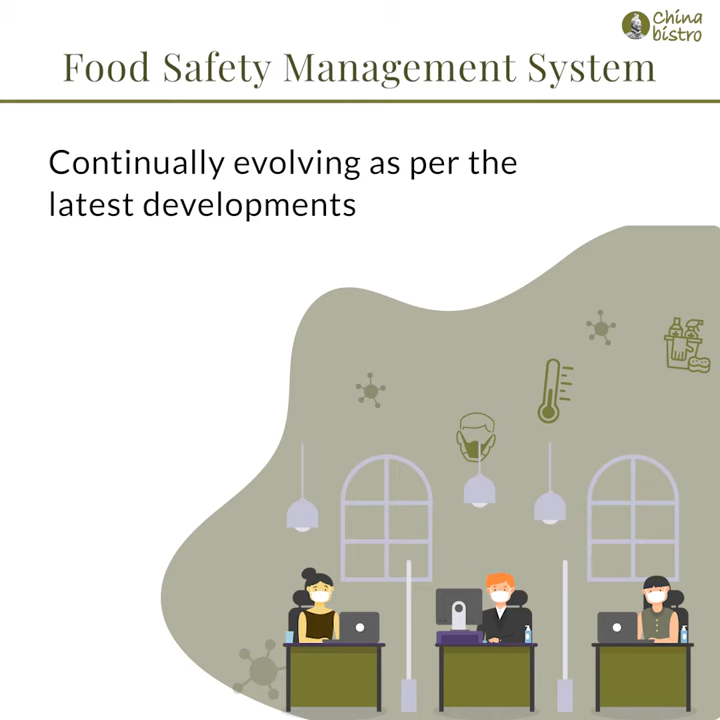 China
bistro
Food Safety Management System
Continually evolving as per the
latest developments